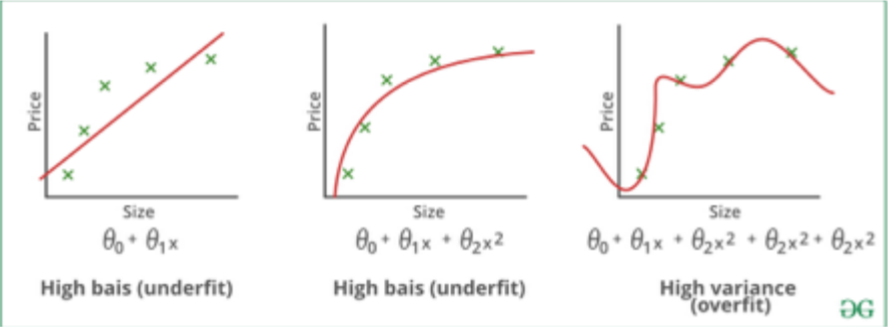 Price
Size
θ0 + θ1x
High bais (underfit)
Price
Size
θ0 + θ1x + θ2x2
High bais (underfit)
Price
Size
θ0 + θ1x + θ2x2 + θ2x2 + θ2x2
High variance
(overfit)